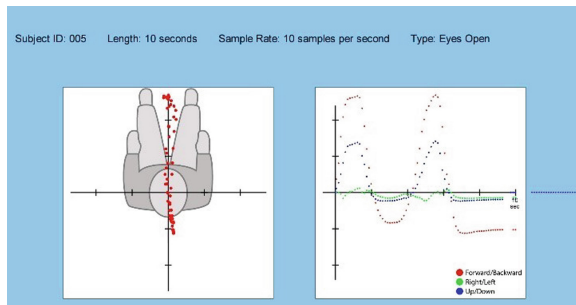 Subject ID: 005 Length: 10 seconds Sample Rate: 10 samples per second Type: Eyes Open
sec
Forward/Backward
Right/Left
Up/Down